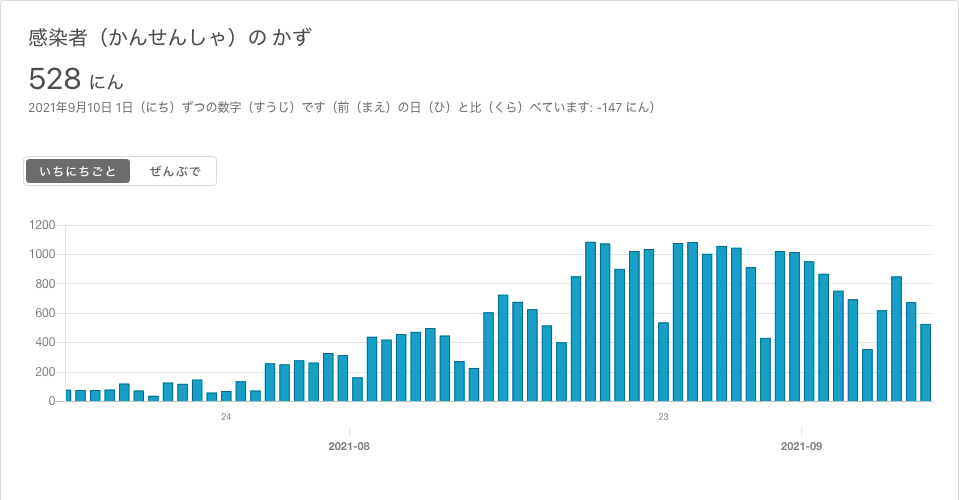 感染者（かんせんしゃ）の かず
528 にん
2021年9月10日 1日（にち）ずつの数字（すうじ）です（前（まえ）の日（ひ）と比（くら）べています: -147 にん）
いちにちごと ぜんぶで
1200
1000
800
600
400
200
0
24 23
2021-08 2021-09